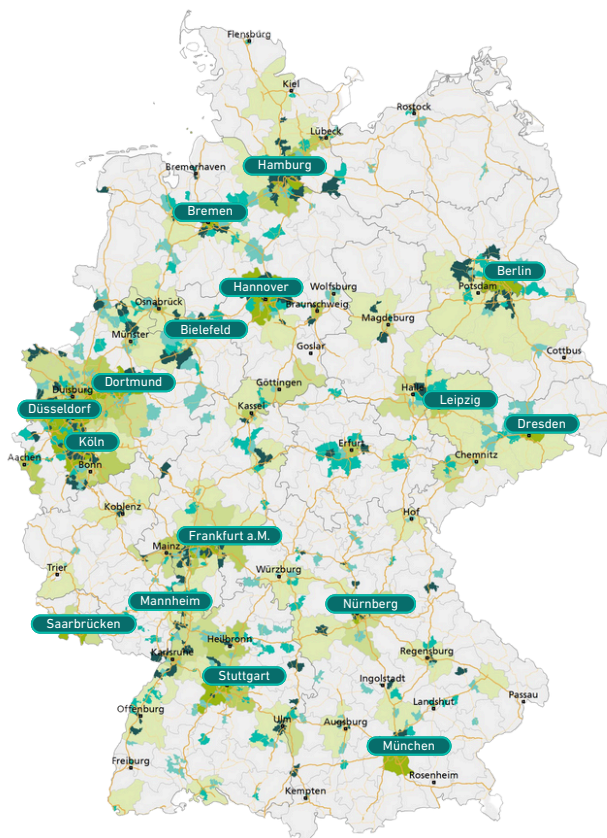 Flensbürg
Kiel
Rostock
Lübeck
Hamburg
Bremerhaven
Bremen
Berlin
Potsdam
Hannover
Wolfsburg
Braunschweig
Osnabrück
Magdeburg
Bielefeld
Münster
Goslar
Cottbus
Dortmund
Duisburg
Göttingen
Halle
Leipzig
Düsseldorf
Kassel
Dresden
Köln
Erfurt
Aachen
Chemnitz
Bonn
Koblenz
Hof
Frankfurt a.M.
Mainz
Trier
Würzburg
Mannheim
Nürnberg
Saarbrücken
Heilbronn
Karlsruhe
Regensburg
Stuttgart
Ingolstadt
Passau
Landshut
Offenburg
Ulm
Augsburg
München
Freiburg
Rosenheim
Kempten